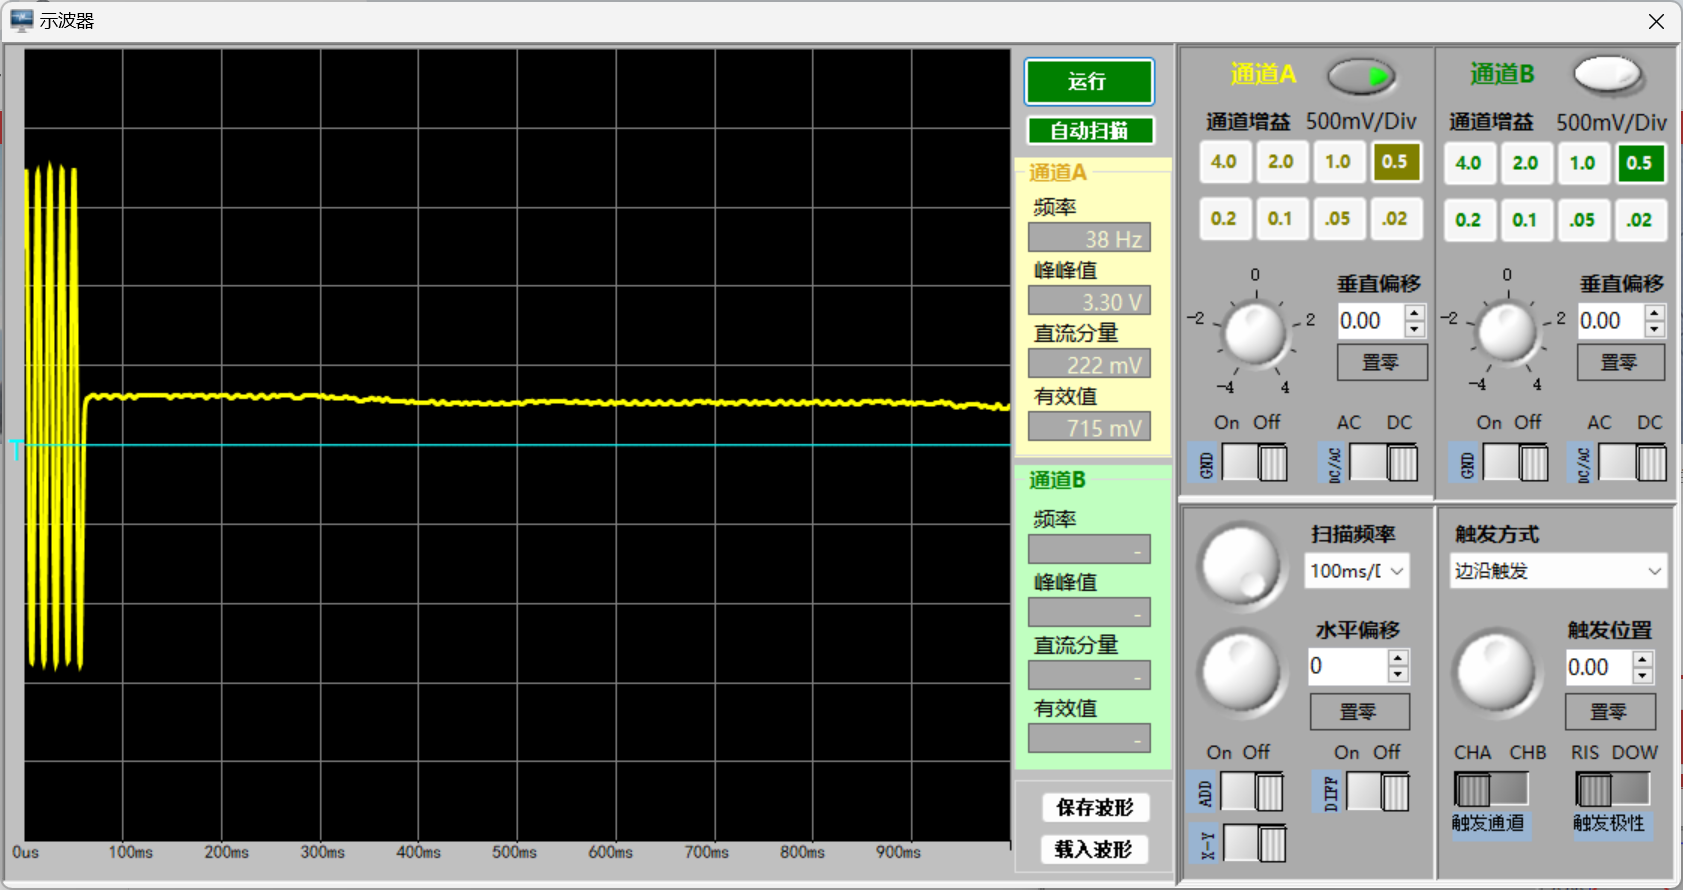 示波器
运行
自动扫描
通道A
频率
38 Hz
峰峰值
3.30 V
直流分量
222 mV
有效值
715 mV
通道B
频率
-
峰峰值
-
直流分量
-
有效值
-
保存波形
载入波形
T
0us 100ms 200ms 300ms 400ms 500ms 600ms 700ms 800ms 900ms
通道A
通道增益 500mV/Div
4.0 2.0 1.0 0.5
0.2 0.1 .05 .02
0
-2 2
-4 4
垂直偏移
0.00
置零
On Off
GND
AC DC
DC/AC
通道B
通道增益 500mV/Div
4.0 2.0 1.0 0.5
0.2 0.1 .05 .02
0
-2 2
-4 4
垂直偏移
0.00
置零
On Off
GND
AC DC
DC/AC
扫描频率
100ms/D
水平偏移
0
置零
On Off
ADD
On Off
DIFF
X-Y
触发方式
边沿触发
触发位置
0.00
置零
CHA CHB
触发通道
RIS DOW
触发极性